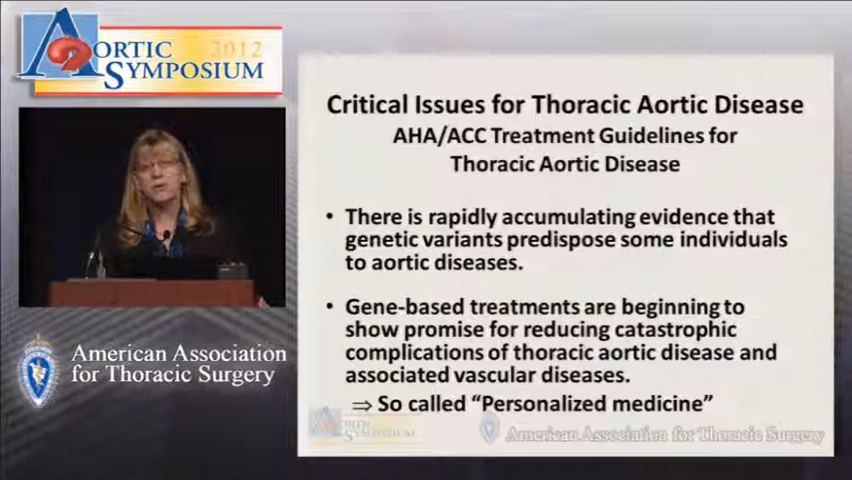 AORTIC 2012
SYMPOSIUM
American Association
for Thoracic Surgery
Critical Issues for Thoracic Aortic Disease
AHA/ACC Treatment Guidelines for
Thoracic Aortic Disease
• There is rapidly accumulating evidence that
genetic variants predispose some individuals
to aortic diseases.
• Gene-based treatments are beginning to
show promise for reducing catastrophic
complications of thoracic aortic disease and
associated vascular diseases.
⇒ So called “Personalized medicine”
AORTIC
SYMPOSIUM
American Association for Thoracic Surgery